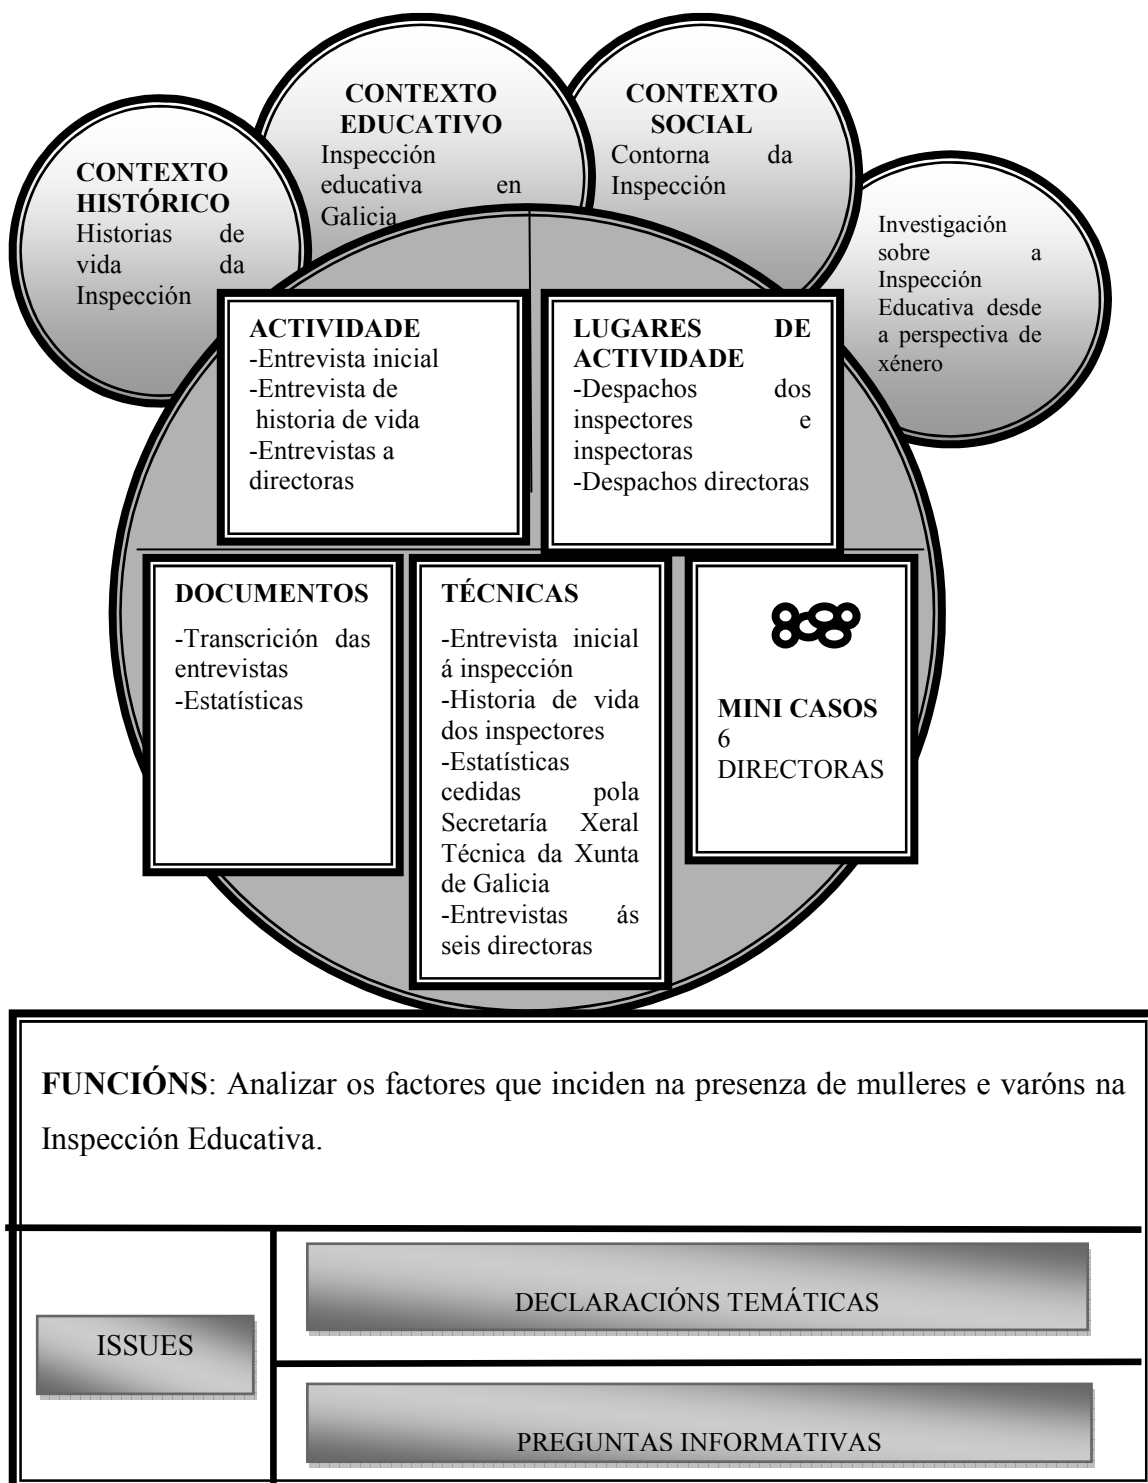 CONTEXTO
HISTÓRICO
Historias de
vida da
Inspección
CONTEXTO
EDUCATIVO
Inspección
educativa en
Galicia
CONTEXTO
SOCIAL
Contorna da
Inspección
Investigación
sobre a
Inspección
Educativa desde
a perspectiva de
xénero
ACTIVIDADE
-Entrevista inicial
-Entrevista de
historia de vida
-Entrevistas a
directoras
LUGARES DE
ACTIVIDADE
-Despachos dos
inspectores e
inspectoras
-Despachos directoras
DOCUMENTOS
-Transcrición das
entrevistas
-Estatísticas
TÉCNICAS
-Entrevista inicial
á inspección
-Historia de vida
dos inspectores
-Estatísticas
cedidas pola
Secretaría Xeral
Técnica da Xunta
de Galicia
-Entrevistas ás
seis directoras
MINI CASOS
6
DIRECTORAS
FUNCIÓNS: Analizar os factores que inciden na presenza de mulleres e varóns na
Inspección Educativa.
ISSUES
DECLARACIÓNS TEMÁTICAS
PREGUNTAS INFORMATIVAS